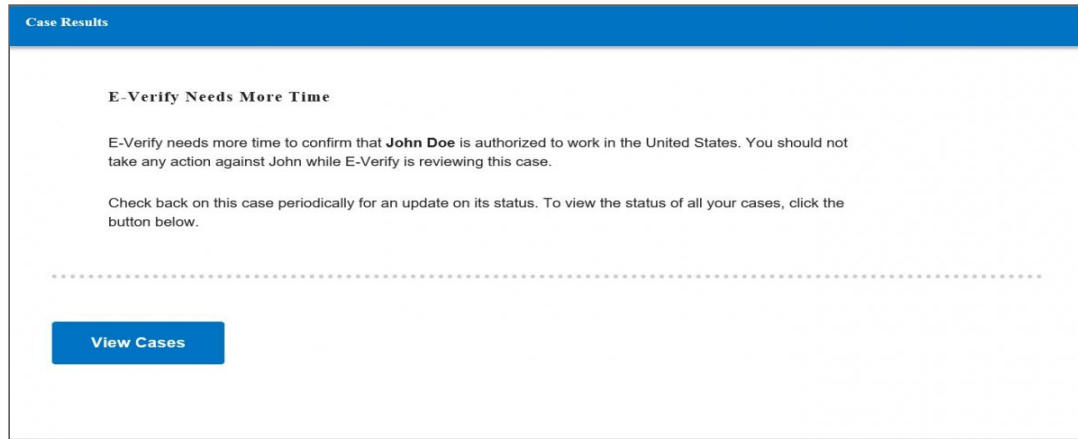 Case Results
E-Verify Needs More Time
E-Verify needs more time to confirm that John Doe is authorized to work in the United States. You should not
take any action against John while E-Verify is reviewing this case.
Check back on this case periodically for an update on its status. To view the status of all your cases, click the
button below.
View Cases